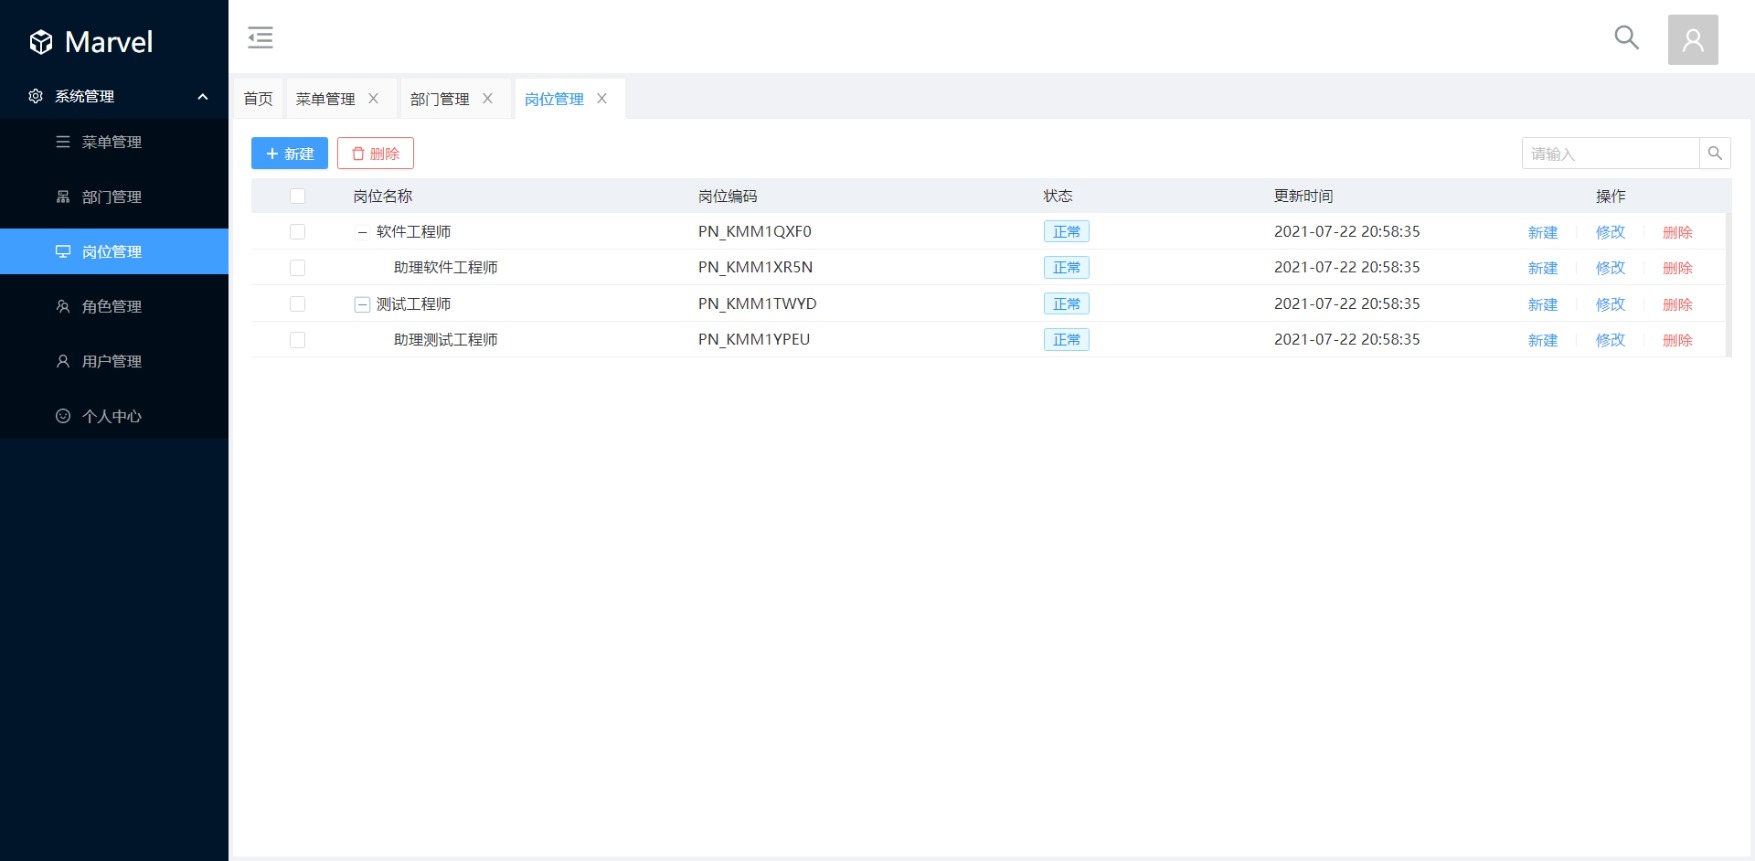 Marvel
系统管理
菜单管理
部门管理
岗位管理
角色管理
用户管理
个人中心
首页 菜单管理 部门管理 岗位管理
新建 删除 请输入
岗位名称 岗位编码 状态 更新时间 操作
软件工程师 PN_KMM1QXF0 正常 2021-07-22 20:58:35 新建 修改 删除
助理软件工程师 PN_KMM1XR5N 正常 2021-07-22 20:58:35 新建 修改 删除
测试工程师 PN_KMM1TWYD 正常 2021-07-22 20:58:35 新建 修改 删除
助理测试工程师 PN_KMM1YPEU 正常 2021-07-22 20:58:35 新建 修改 删除